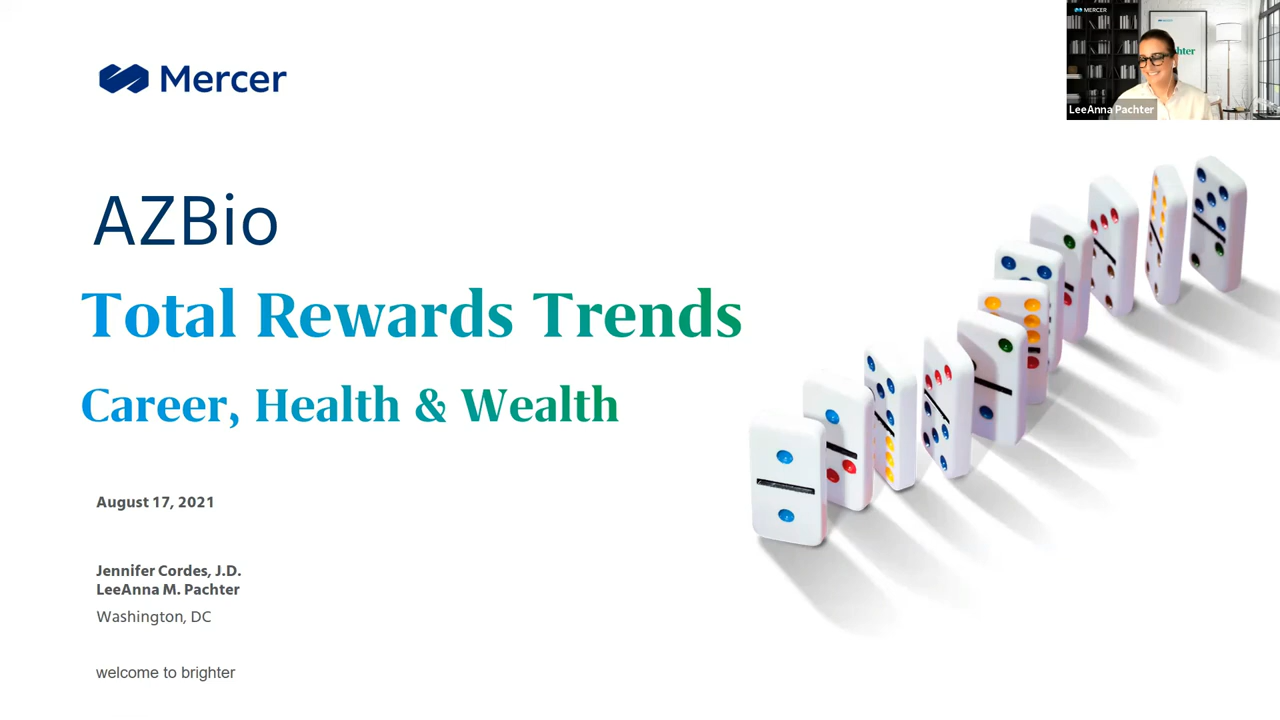 Mercer
MERCER
LeeAnna Pachter
AZBio
Total Rewards Trends
Career, Health & Wealth
August 17, 2021
Jennifer Cordes, J.D.
LeeAnna M. Pachter
Washington, DC
welcome to brighter